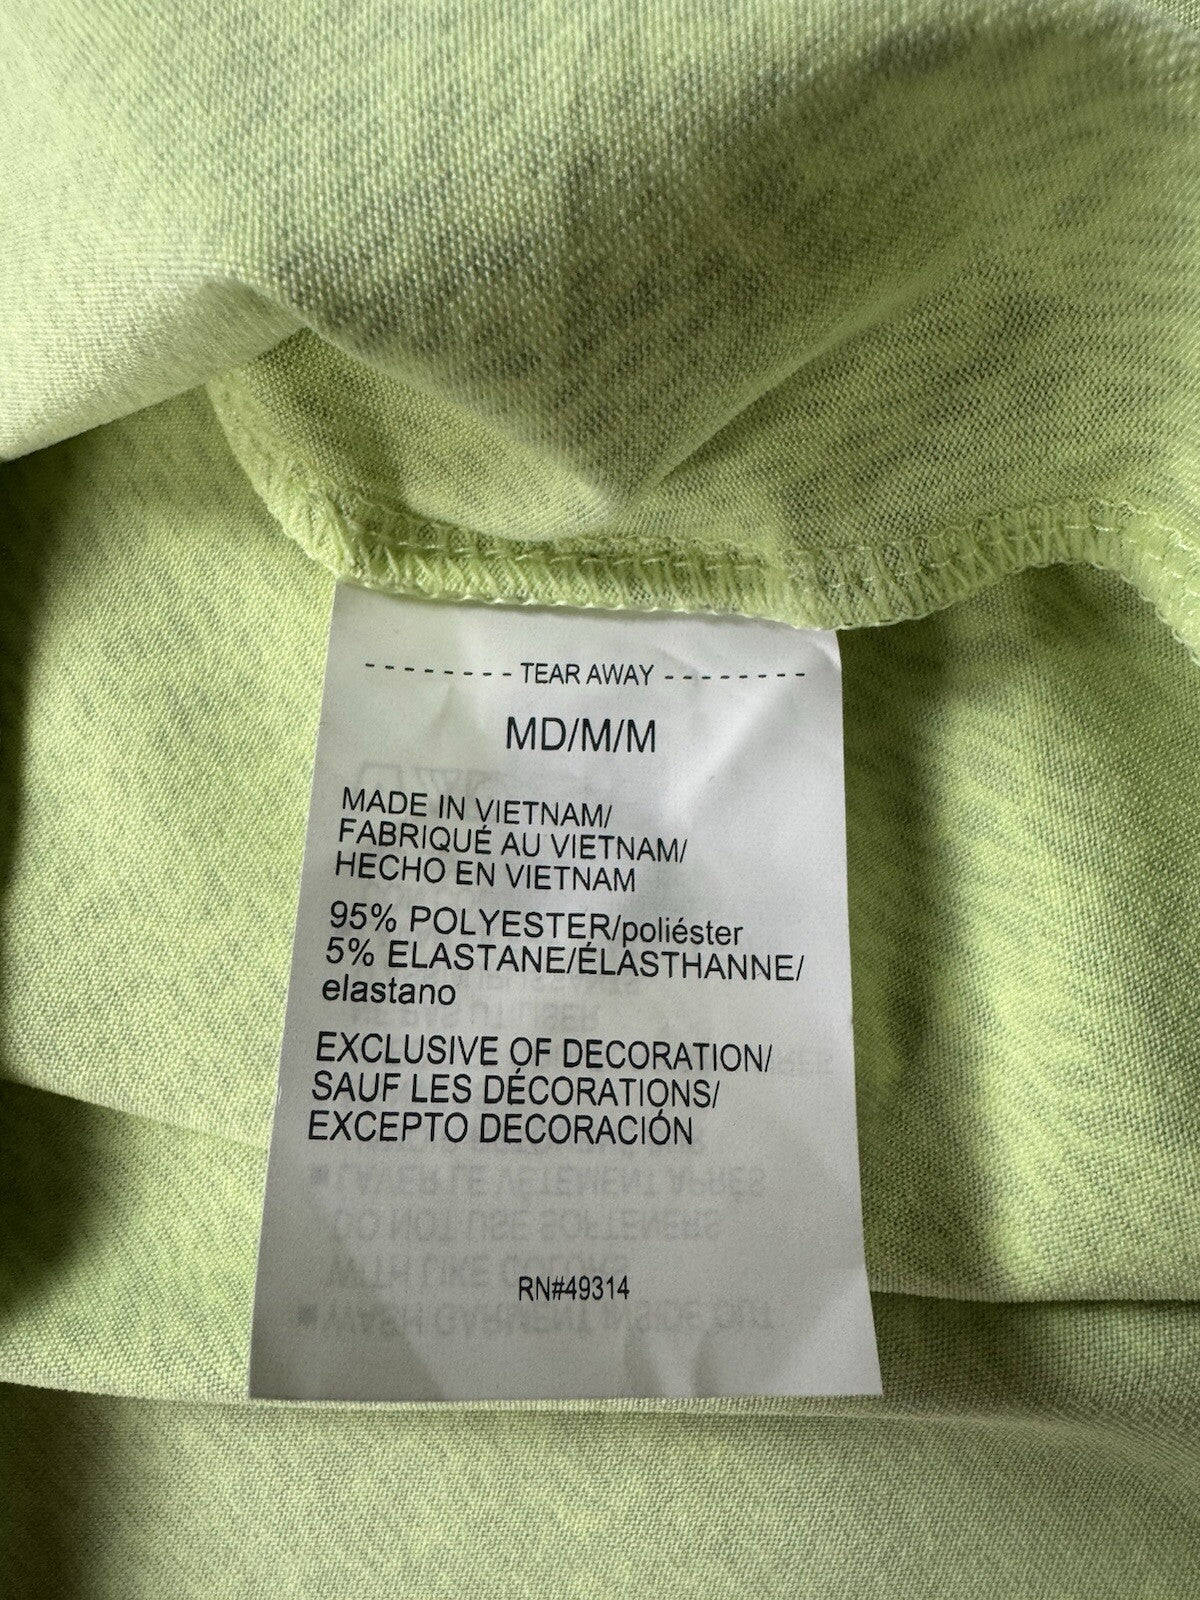 - - - - - - - - - TEAR AWAY - - - - - - - - -
MD/M/M
MADE IN VIETNAM/
FABRIQUÉ AU VIETNAM/
HECHO EN VIETNAM
95% POLYESTER/poliéster
5% ELASTANE/ÉLASTHANNE/
elastano
EXCLUSIVE OF DECORATION/
SAUF LES DÉCORATIONS/
EXCEPTO DECORACIÓN
RN#49314